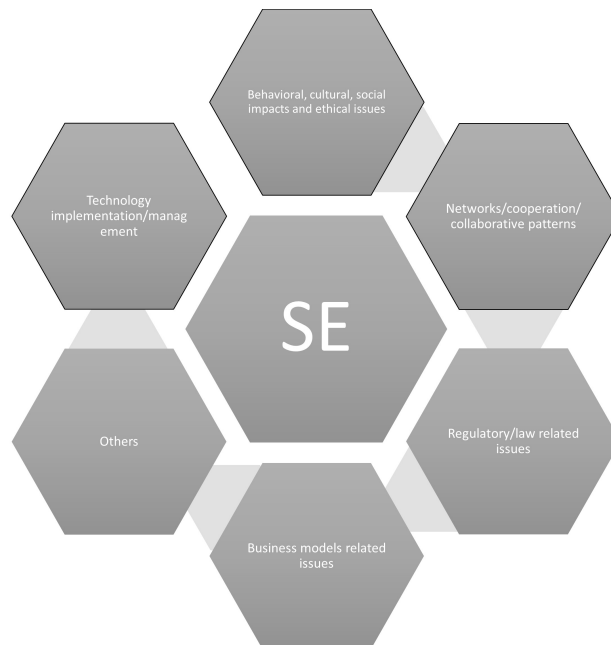 Behavioral, cultural, social
impacts and ethical issues
Technology
implementation/manag
ement
Networks/cooperation/
collaborative patterns
SE
Others
Regulatory/law related
issues
Business models related
issues